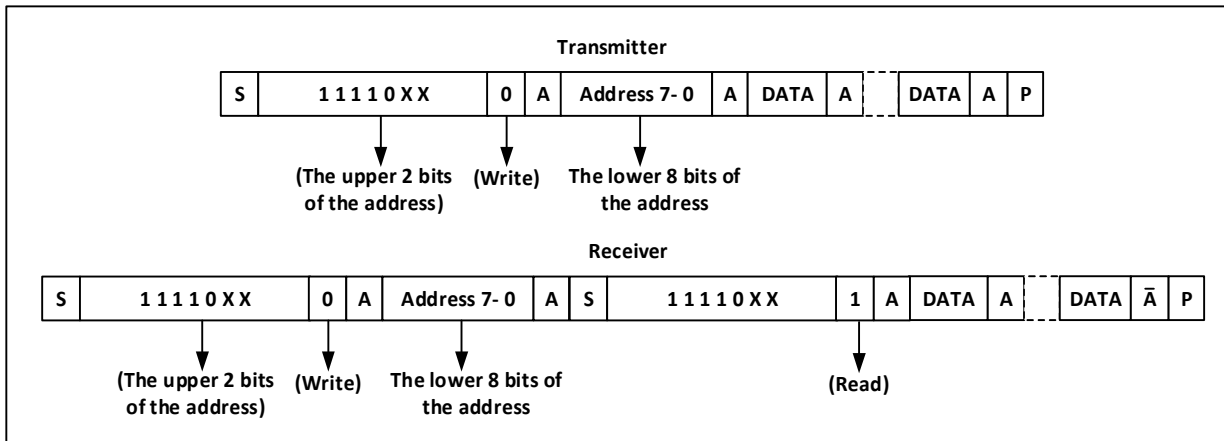 Transmitter
S 1 1 1 1 0 X X 0 A Address 7- 0 A DATA A DATA A P
(The upper 2 bits of the address) (Write) The lower 8 bits of the address
Receiver
S 1 1 1 1 0 X X 0 A Address 7- 0 A S 1 1 1 1 0 X X 1 A DATA A DATA Ā P
(The upper 2 bits of the address) (Write) The lower 8 bits of the address (Read)